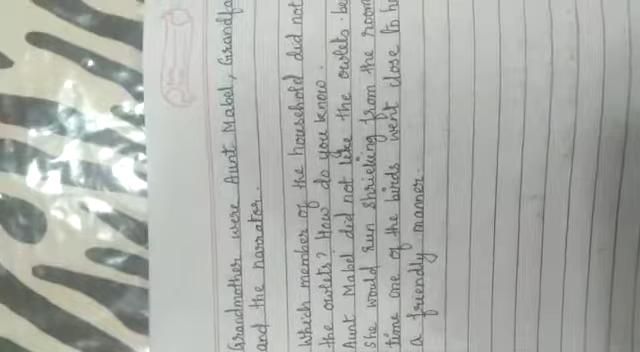 Grandmother were Aunt Mabel, Grandfa
and the narrator.
Which member of the household did not
the owlets? How do you know.
Aunt Mabel did not like the owlets. be
She would run shrieking from the room
time one of the birds went close to he
a friendly manner.